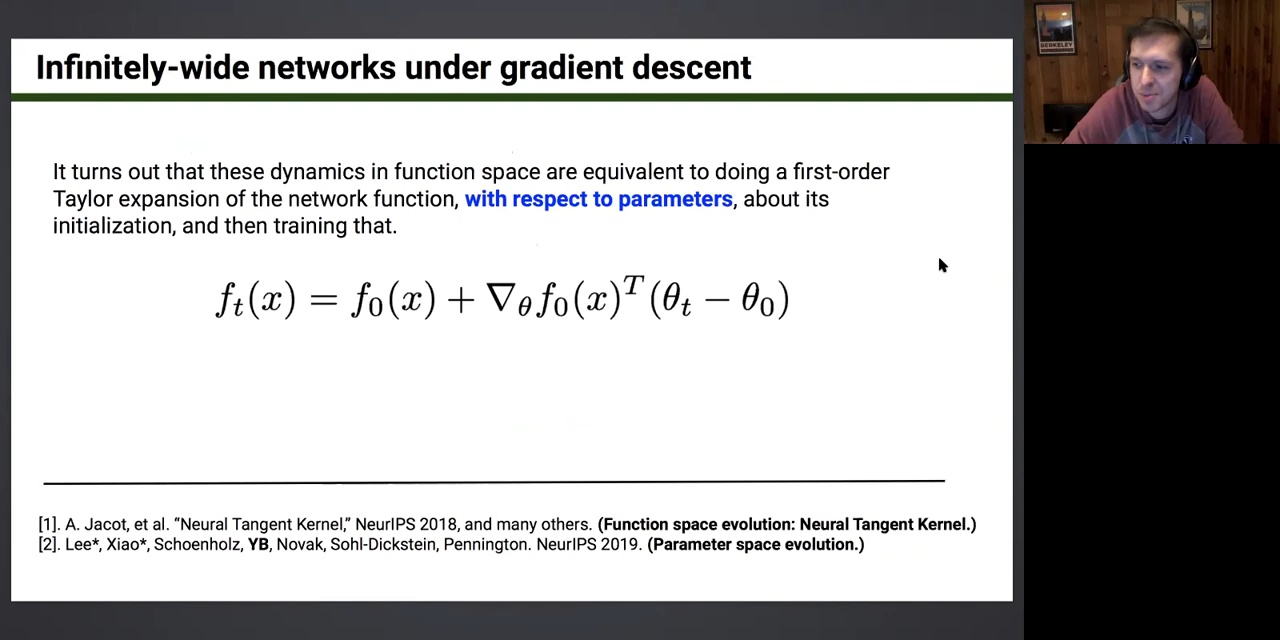 Infinitely-wide networks under gradient descent
It turns out that these dynamics in function space are equivalent to doing a first-order
Taylor expansion of the network function, with respect to parameters, about its
initialization, and then training that.
f_t(x) = f_0(x) + ∇_θ f_0(x)^T (θ_t − θ_0)
[1]. A. Jacot, et al. “Neural Tangent Kernel,” NeurIPS 2018, and many others. (Function space evolution: Neural Tangent Kernel.)
[2]. Lee*, Xiao*, Schoenholz, YB, Novak, Sohl-Dickstein, Pennington. NeurIPS 2019. (Parameter space evolution.)
BERKELEY